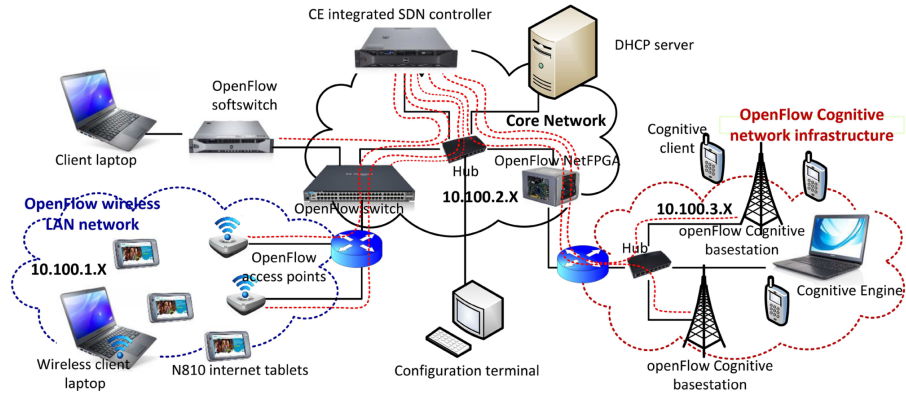 CE integrated SDN controller
DHCP server
OpenFlow
softswitch
Client laptop
Core Network
Hub
OpenFlow NetFPGA
OpenFlow switch
10.100.2.X
OpenFlow Cognitive
network infrastructure
Cognitive
client
OpenFlow wireless
LAN network
10.100.1.X
OpenFlow
access points
10.100.3.X
Hub
openFlow Cognitive
basestation
Cognitive Engine
Wireless client
laptop
N810 internet tablets
Configuration terminal
openFlow Cognitive
basestation